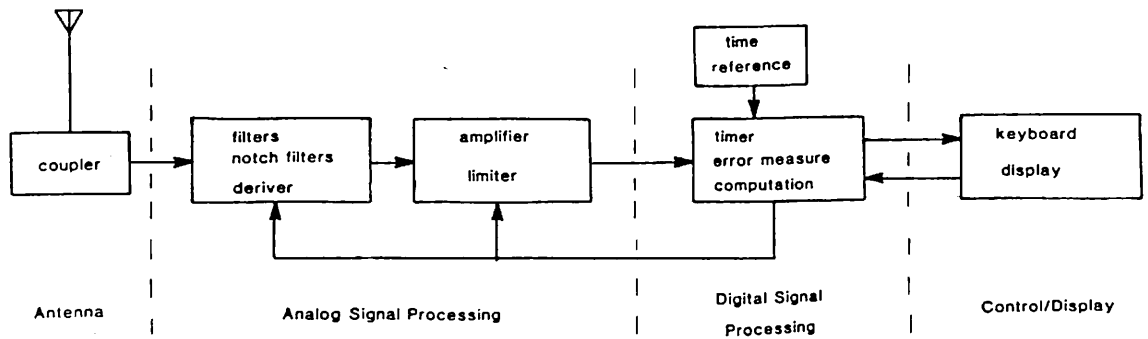 time
reference
coupler
filters
notch filters
deriver
amplifier
limiter
timer
error measure
computation
keyboard
display
Antenna
Analog Signal Processing
Digital Signal
Processing
Control/Display